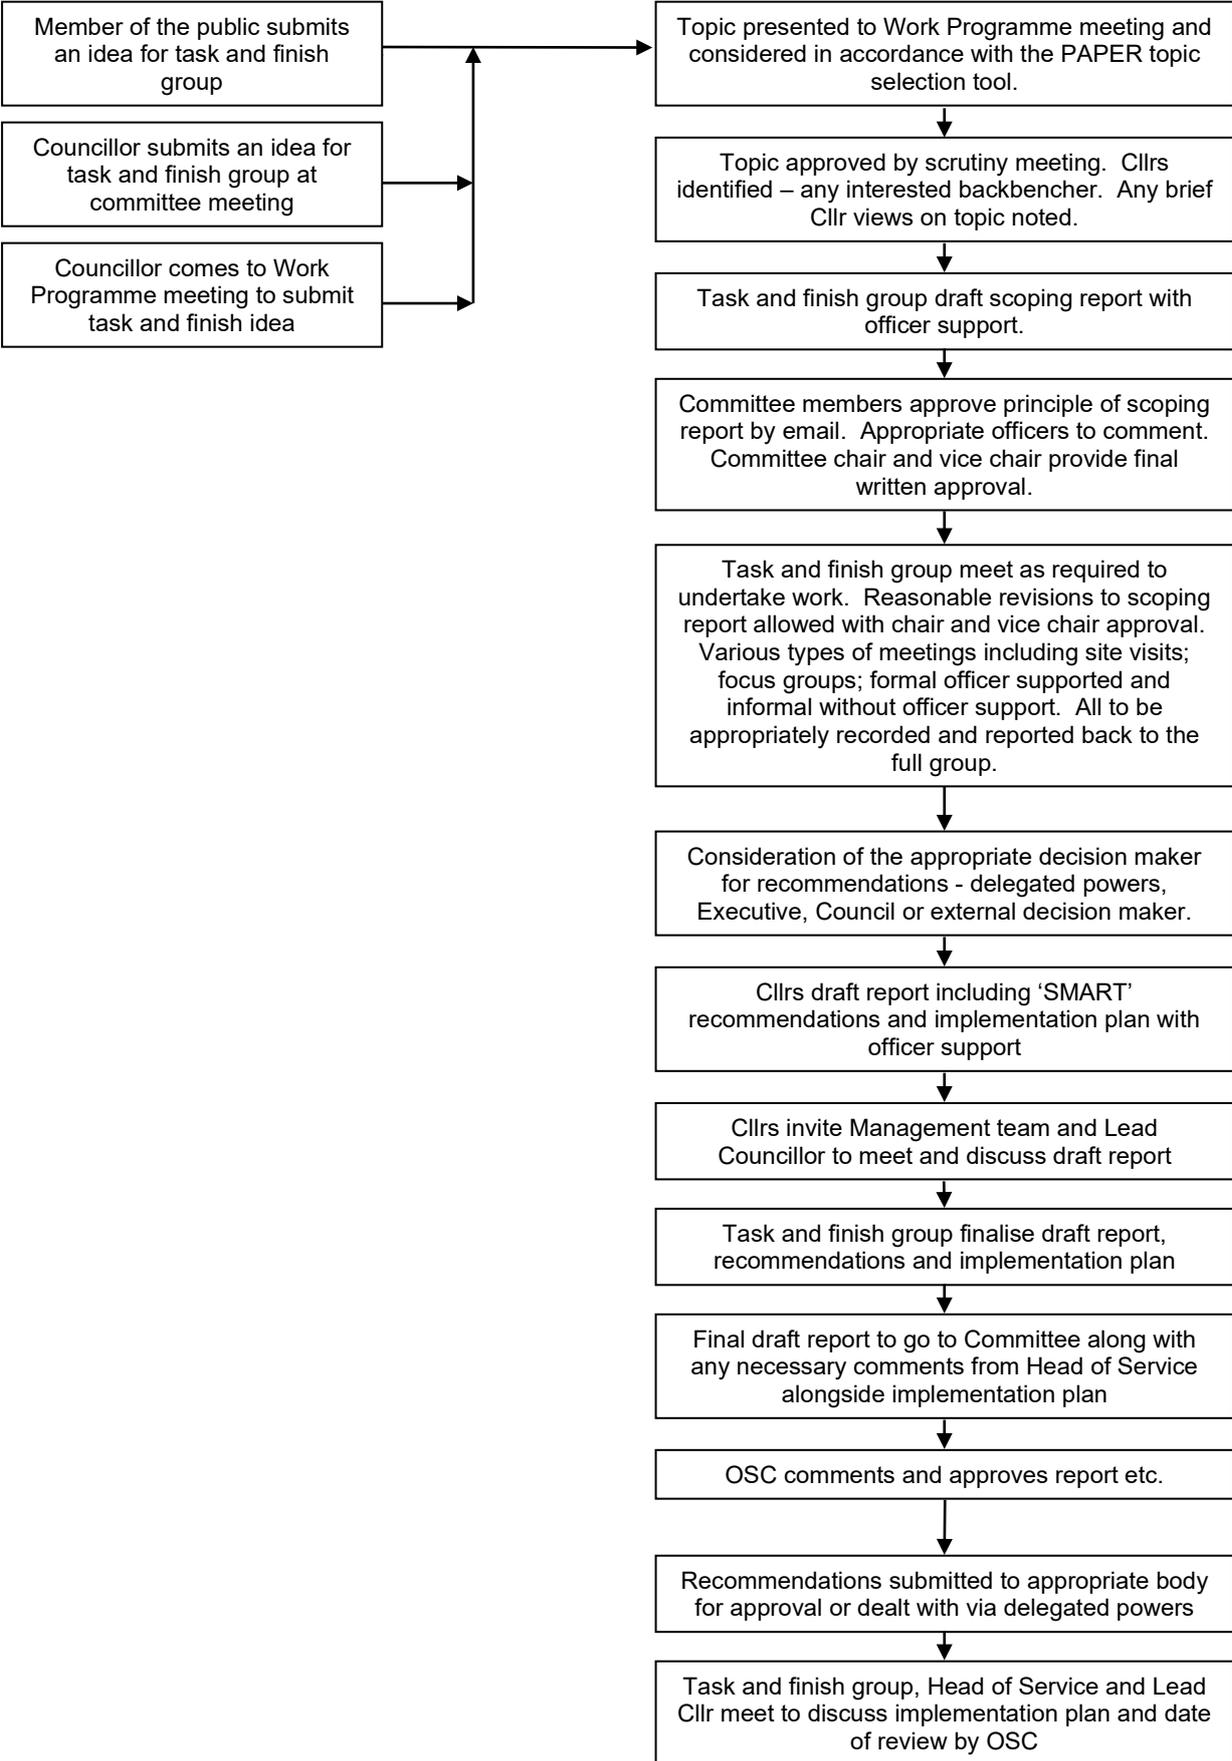 Member of the public submits
an idea for task and finish
group
Councillor submits an idea for
task and finish group at
committee meeting
Councillor comes to Work
Programme meeting to submit
task and finish idea
Topic presented to Work Programme meeting and
considered in accordance with the PAPER topic
selection tool.
Topic approved by scrutiny meeting.  Cllrs
identified – any interested backbencher.  Any brief
Cllr views on topic noted.
Task and finish group draft scoping report with
officer support.
Committee members approve principle of scoping
report by email.  Appropriate officers to comment.
Committee chair and vice chair provide final
written approval.
Task and finish group meet as required to
undertake work.  Reasonable revisions to scoping
report allowed with chair and vice chair approval.
Various types of meetings including site visits;
focus groups; formal officer supported and
informal without officer support.  All to be
appropriately recorded and reported back to the
full group.
Consideration of the appropriate decision maker
for recommendations - delegated powers,
Executive, Council or external decision maker.
Cllrs draft report including ‘SMART’
recommendations and implementation plan with
officer support
Cllrs invite Management team and Lead
Councillor to meet and discuss draft report
Task and finish group finalise draft report,
recommendations and implementation plan
Final draft report to go to Committee along with
any necessary comments from Head of Service
alongside implementation plan
OSC comments and approves report etc.
Recommendations submitted to appropriate body
for approval or dealt with via delegated powers
Task and finish group, Head of Service and Lead
Cllr meet to discuss implementation plan and date
of review by OSC